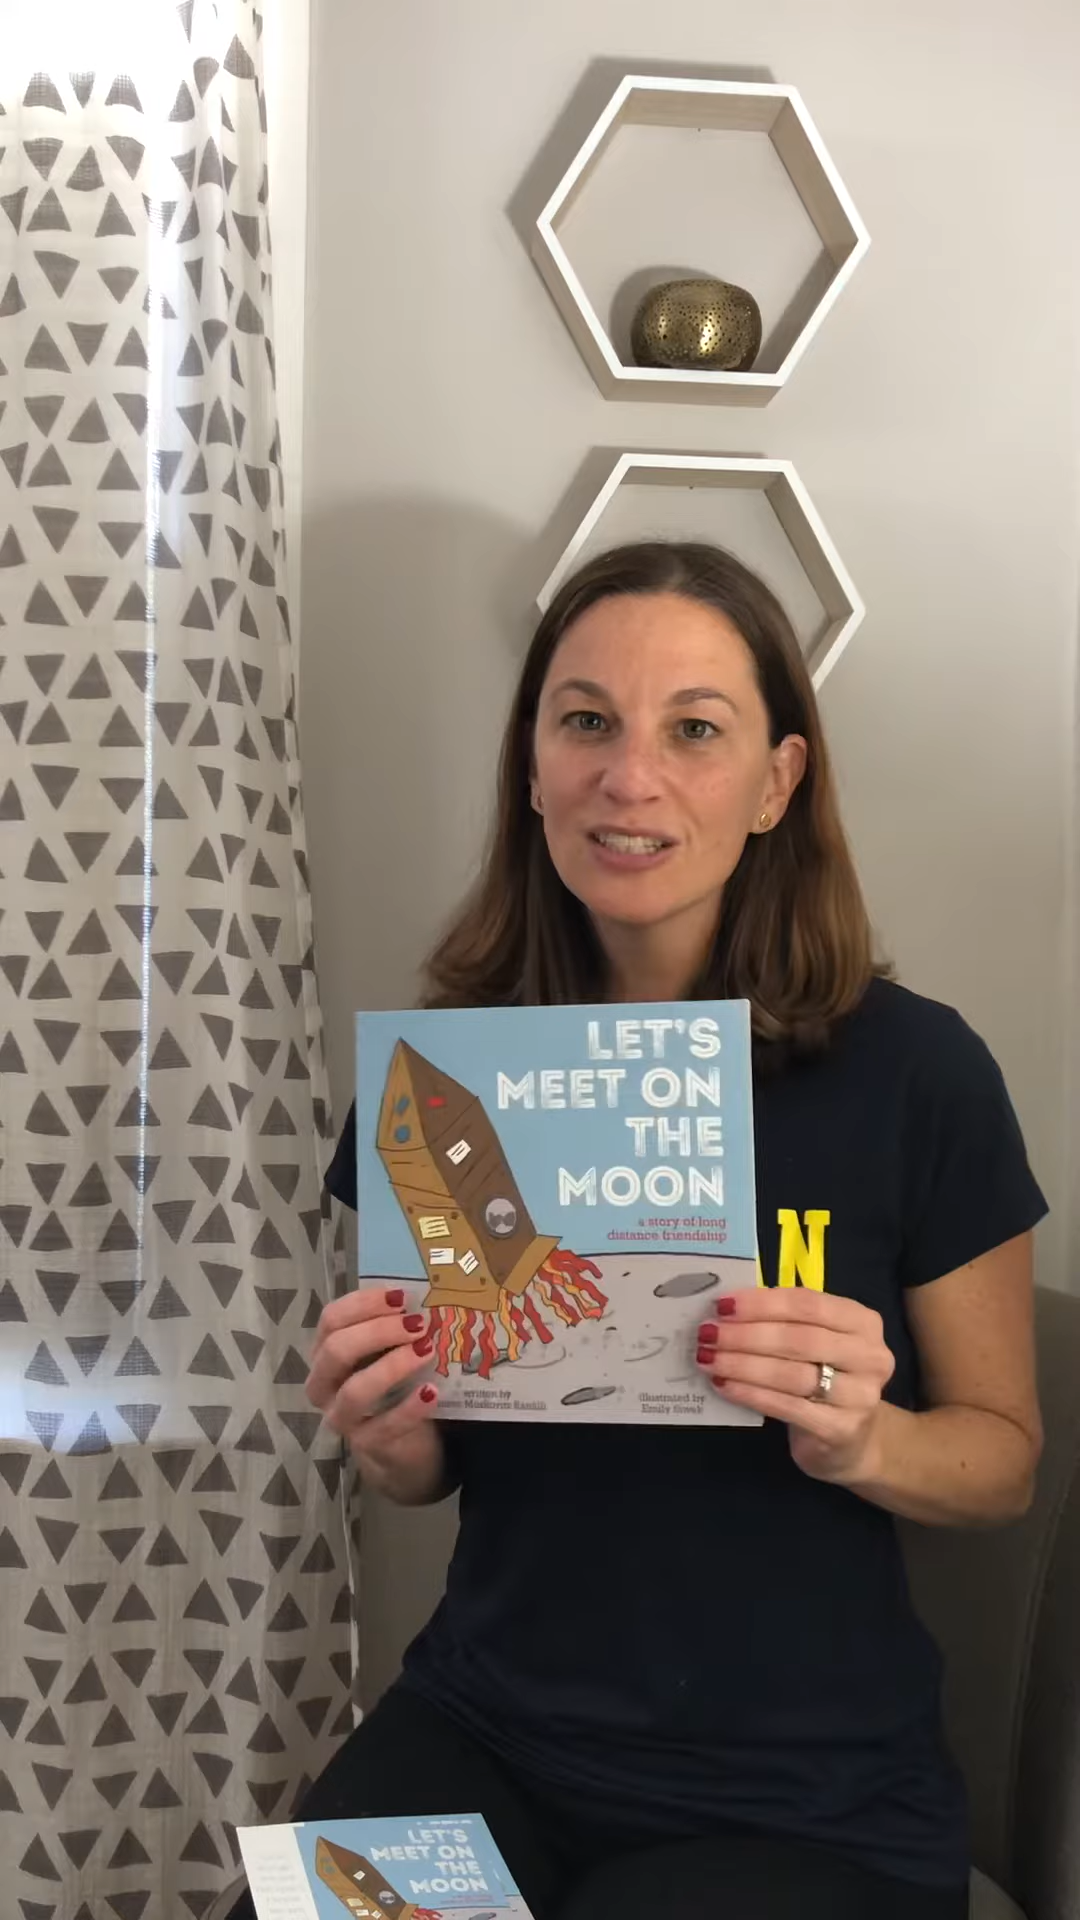 LET'S
MEET ON
THE
MOON
a story of long
distance friendship
written by
illustrated by
Emily Siwek
N
LET'S
MEET ON
THE
MOON